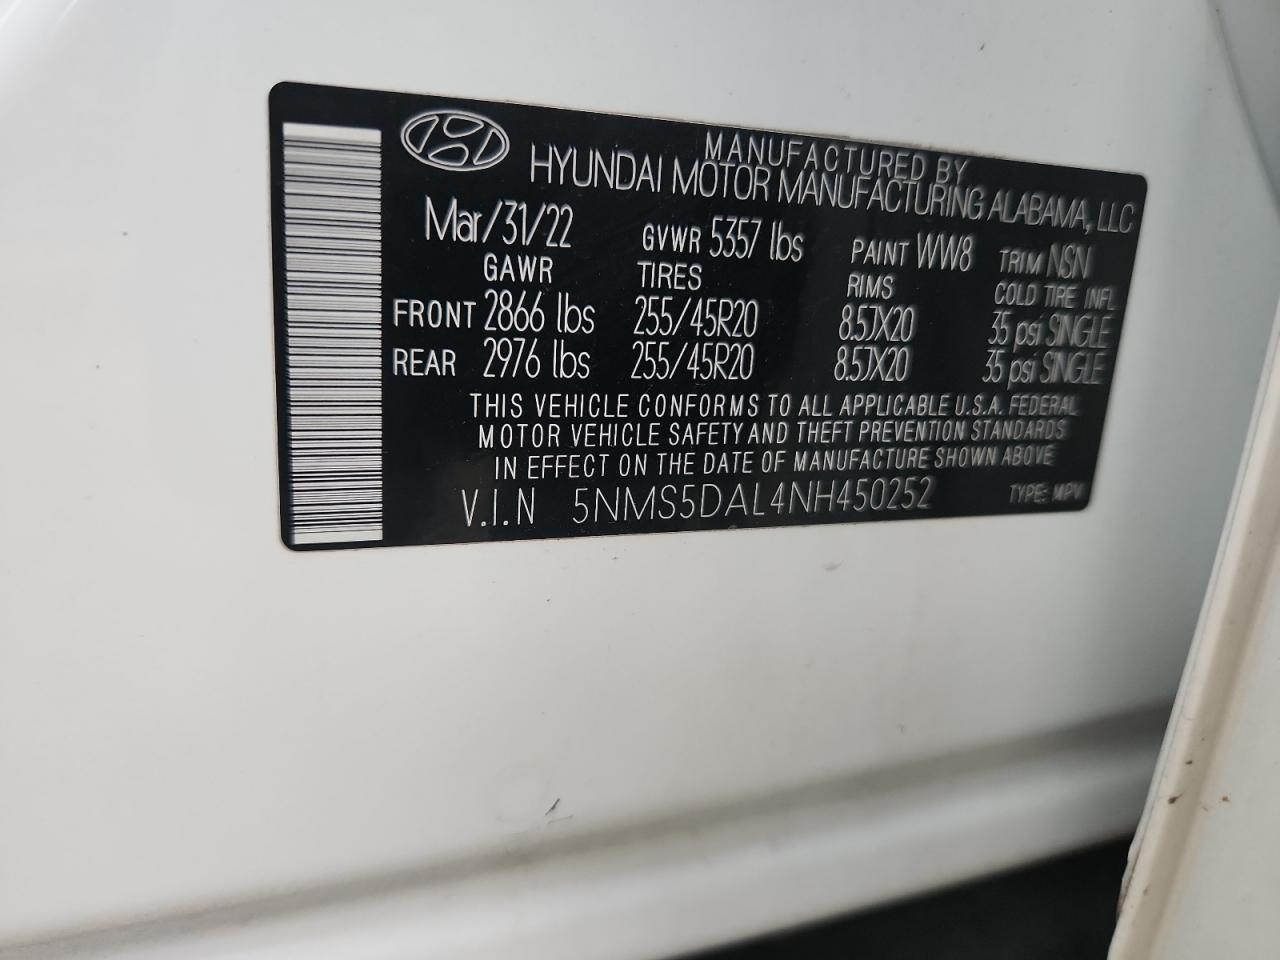 MANUFACTURED BY
HYUNDAI MOTOR MANUFACTURING ALABAMA, LLC
Mar/31/22 GVWR 5357 lbs PAINT WW8 TRIM NSN
GAWR TIRES RIMS COLD TIRE INFL
FRONT 2866 lbs 255/45R20 8.5JX20 35 psi SINGLE
REAR 2976 lbs 255/45R20 8.5JX20 35 psi SINGLE
THIS VEHICLE CONFORMS TO ALL APPLICABLE U.S.A. FEDERAL
MOTOR VEHICLE SAFETY AND THEFT PREVENTION STANDARDS
IN EFFECT ON THE DATE OF MANUFACTURE SHOWN ABOVE
V.I.N 5NMS5DAL4NH450252 TYPE: MPV